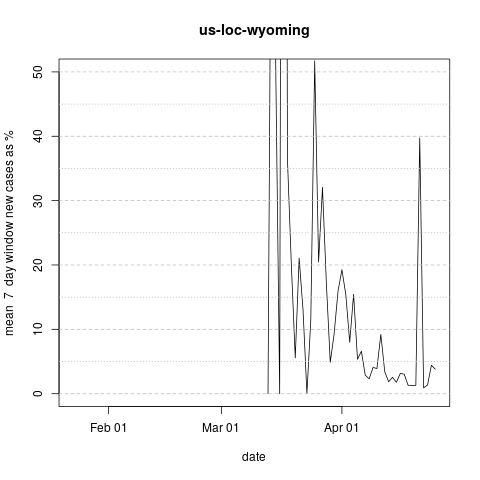 us-loc-wyoming
mean 7 day window new cases as %
50
40
30
20
10
0
Feb 01
Mar 01
Apr 01
date